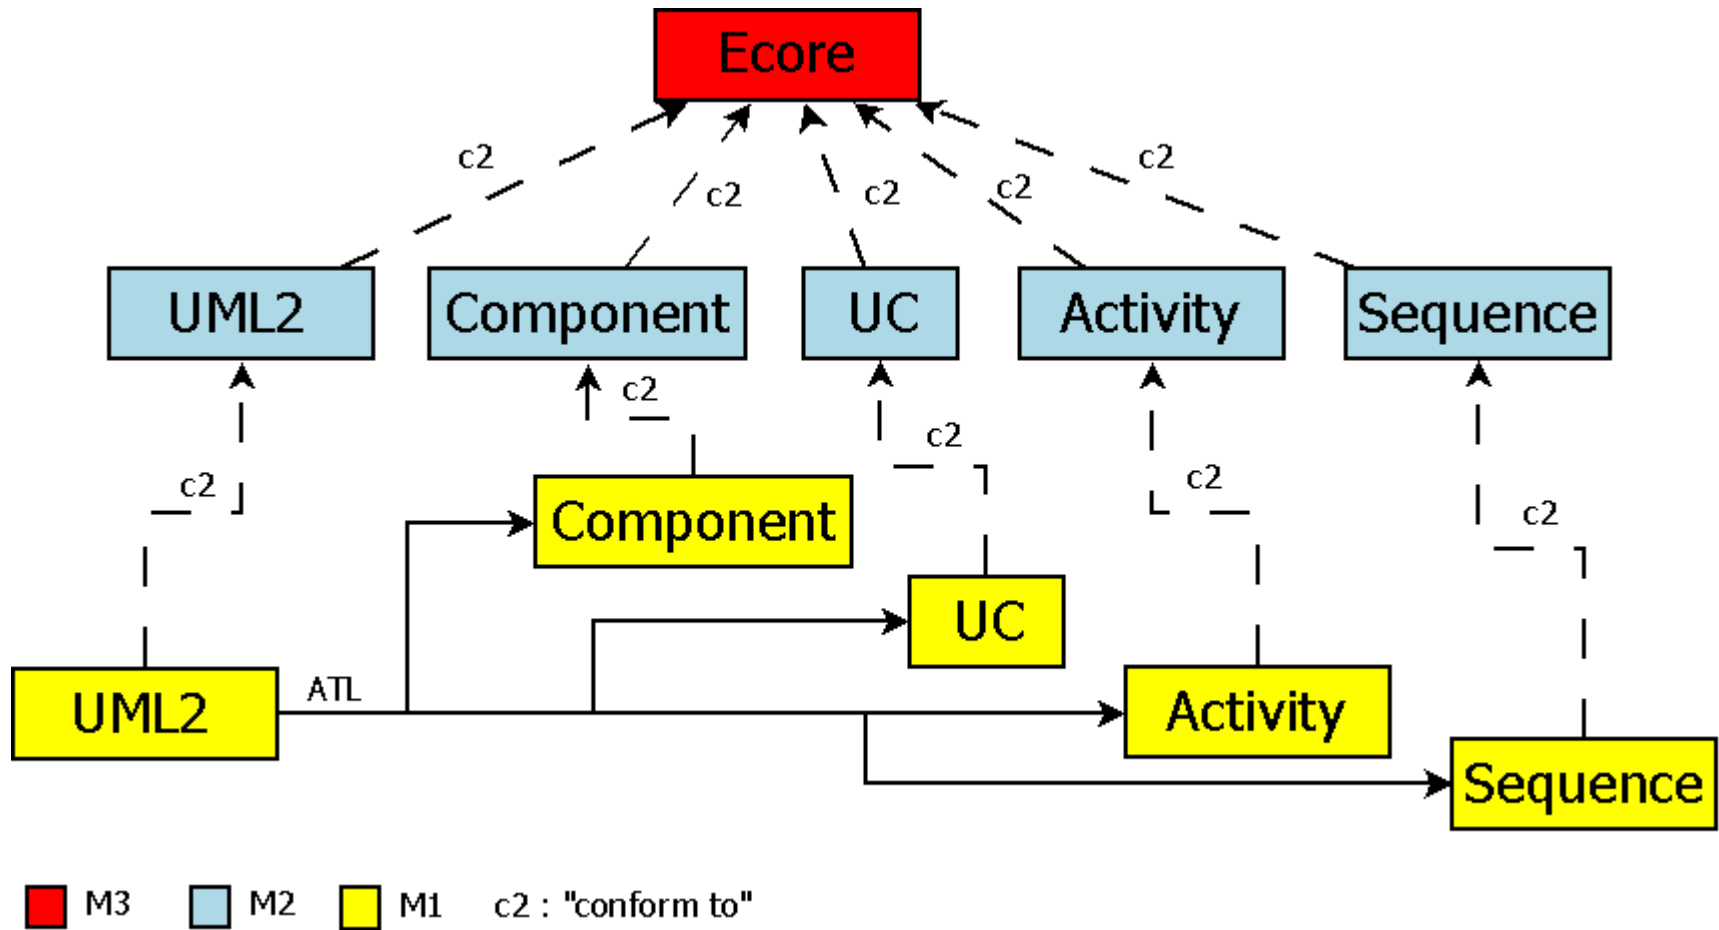 Ecore
c2
c2
c2
c2
c2
UML2
Component
UC
Activity
Sequence
c2
c2
c2
c2
c2
Component
UC
UML2
ATL
Activity
Sequence
M3
M2
M1
c2 : "conform to"